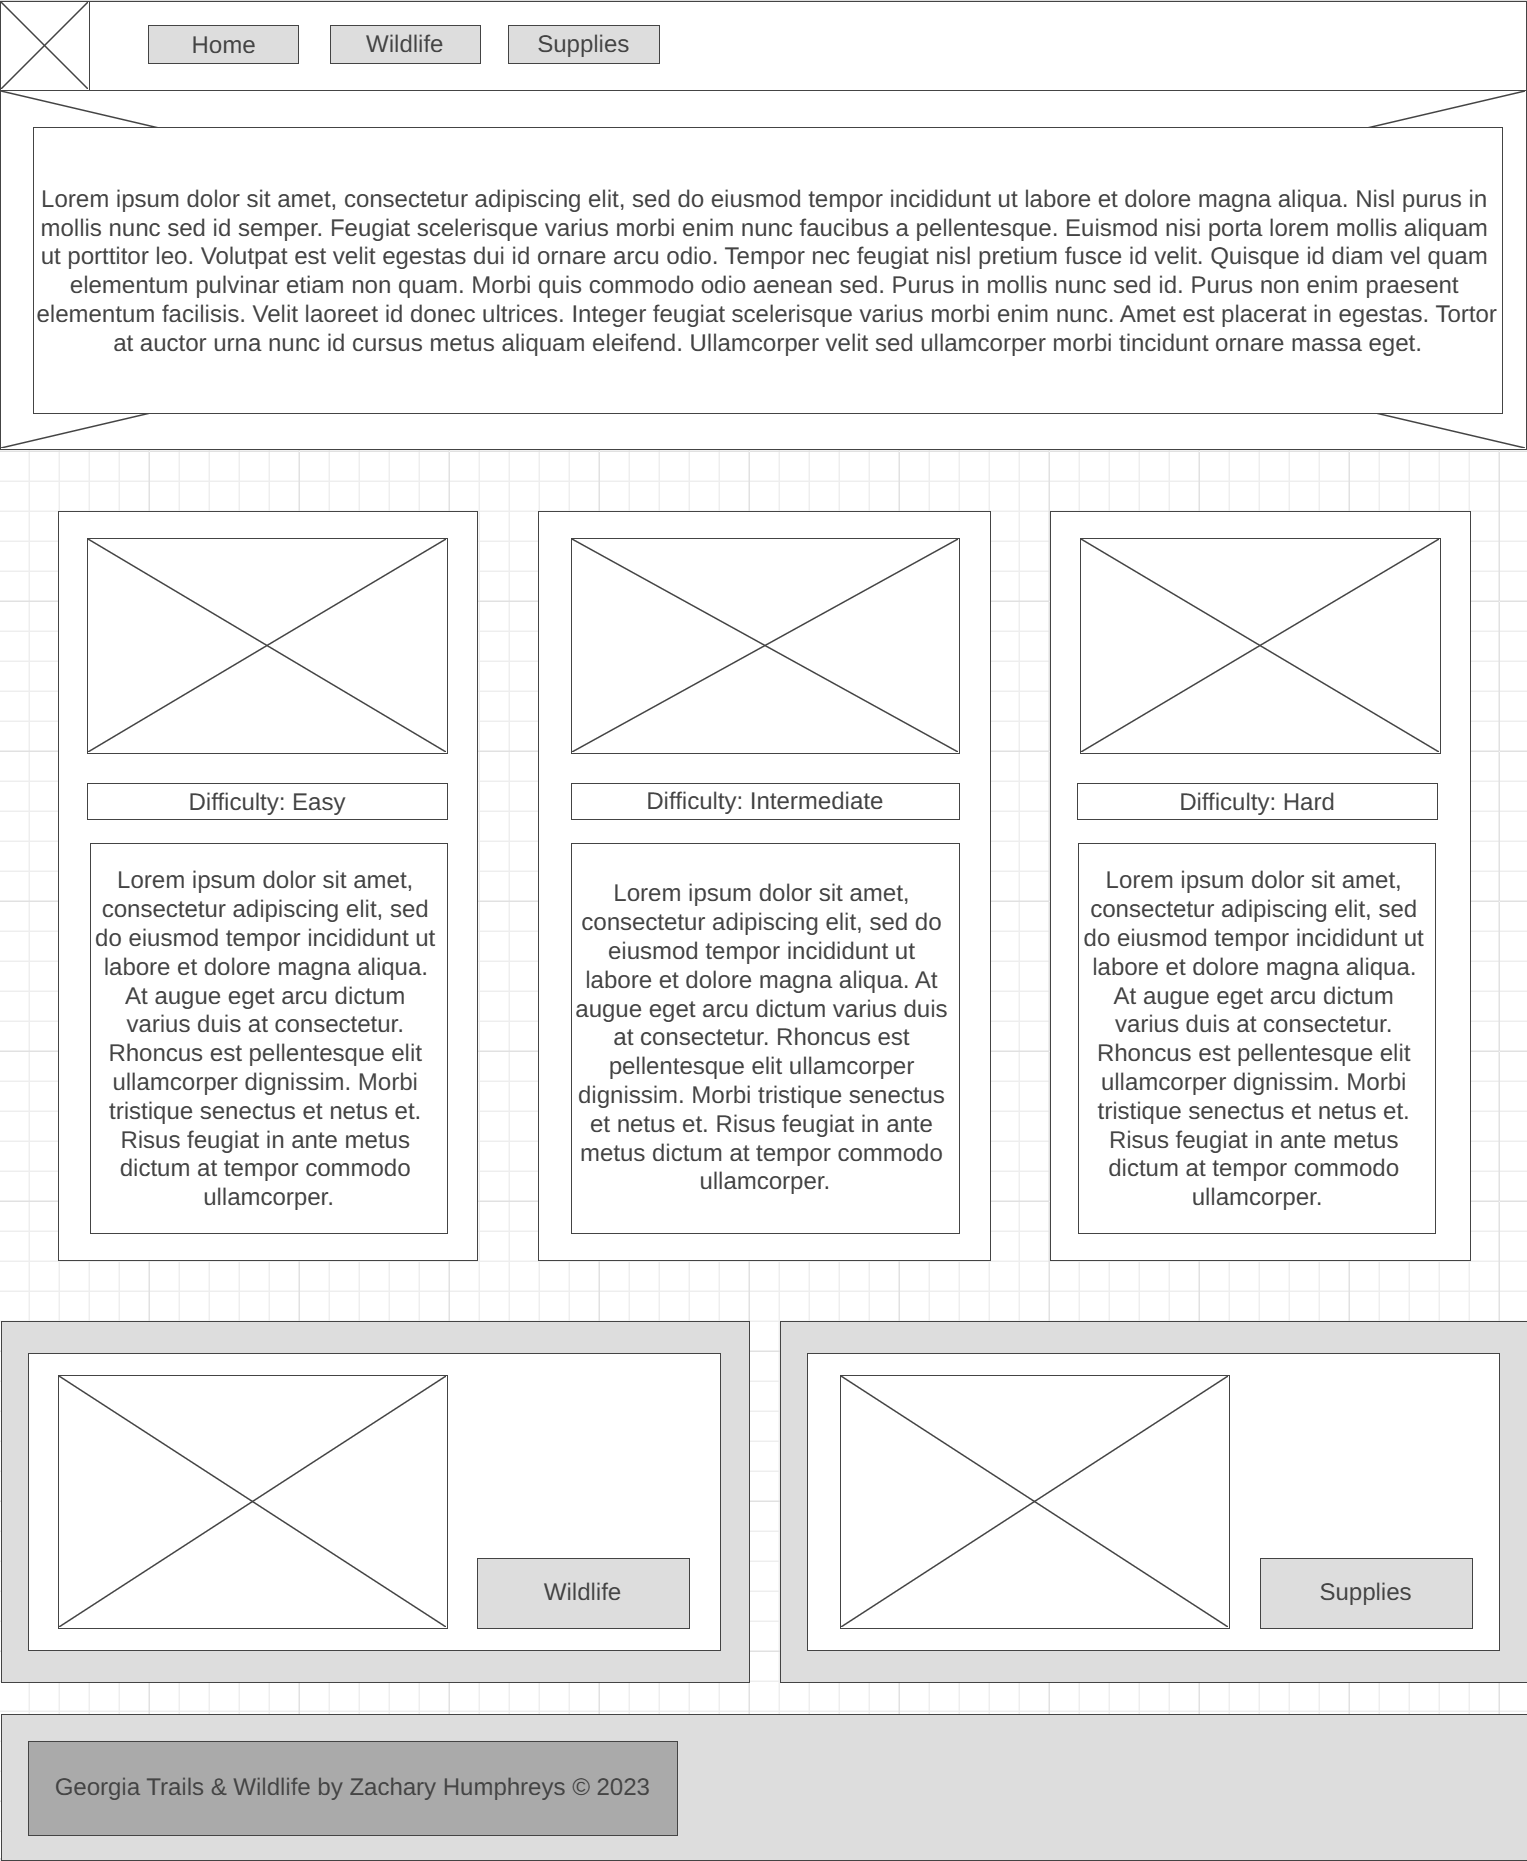 Home
Wildlife
Supplies
Lorem ipsum dolor sit amet, consectetur adipiscing elit, sed do eiusmod tempor incididunt ut labore et dolore magna aliqua. Nisl purus in
mollis nunc sed id semper. Feugiat scelerisque varius morbi enim nunc faucibus a pellentesque. Euismod nisi porta lorem mollis aliquam
ut porttitor leo. Volutpat est velit egestas dui id ornare arcu odio. Tempor nec feugiat nisl pretium fusce id velit. Quisque id diam vel quam
elementum pulvinar etiam non quam. Morbi quis commodo odio aenean sed. Purus in mollis nunc sed id. Purus non enim praesent
elementum facilisis. Velit laoreet id donec ultrices. Integer feugiat scelerisque varius morbi enim nunc. Amet est placerat in egestas. Tortor
at auctor urna nunc id cursus metus aliquam eleifend. Ullamcorper velit sed ullamcorper morbi tincidunt ornare massa eget.
Difficulty: Easy
Lorem ipsum dolor sit amet,
consectetur adipiscing elit, sed
do eiusmod tempor incididunt ut
labore et dolore magna aliqua.
At augue eget arcu dictum
varius duis at consectetur.
Rhoncus est pellentesque elit
ullamcorper dignissim. Morbi
tristique senectus et netus et.
Risus feugiat in ante metus
dictum at tempor commodo
ullamcorper.
Difficulty: Intermediate
Lorem ipsum dolor sit amet,
consectetur adipiscing elit, sed do
eiusmod tempor incididunt ut
labore et dolore magna aliqua. At
augue eget arcu dictum varius duis
at consectetur. Rhoncus est
pellentesque elit ullamcorper
dignissim. Morbi tristique senectus
et netus et. Risus feugiat in ante
metus dictum at tempor commodo
ullamcorper.
Difficulty: Hard
Lorem ipsum dolor sit amet,
consectetur adipiscing elit, sed
do eiusmod tempor incididunt ut
labore et dolore magna aliqua.
At augue eget arcu dictum
varius duis at consectetur.
Rhoncus est pellentesque elit
ullamcorper dignissim. Morbi
tristique senectus et netus et.
Risus feugiat in ante metus
dictum at tempor commodo
ullamcorper.
Wildlife
Supplies
Georgia Trails & Wildlife by Zachary Humphreys © 2023